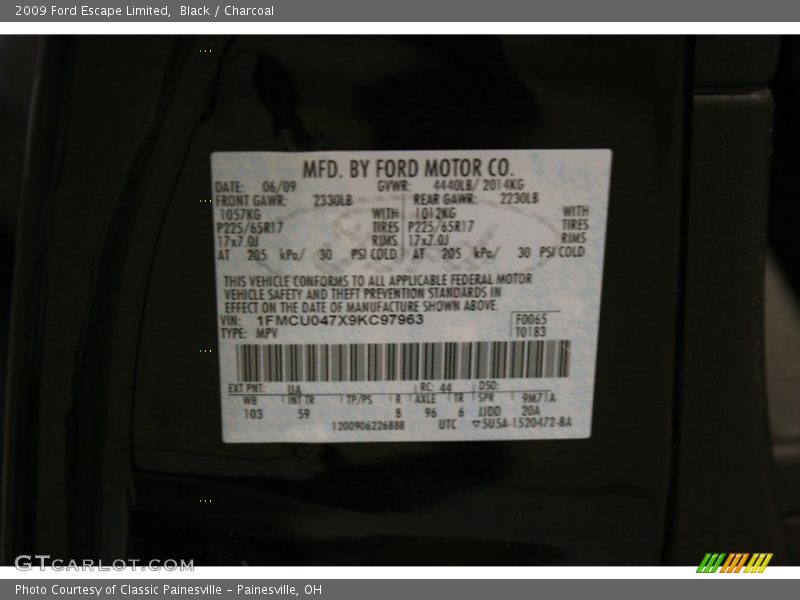 2009 Ford Escape Limited,  Black / Charcoal
MFD. BY FORD MOTOR CO.
DATE: 06/09 GVWR: 4440LB/ 2014KG
FRONT GAWR: 2330LB REAR GAWR: 2230LB
1057KG WITH 1012KG WITH
P225/65R17 TIRES P225/65R17 TIRES
17x7.0J RIMS 17x7.0J RIMS
AT 205 kPa/ 30 PSI COLD AT 205 kPa/ 30 PSI COLD
THIS VEHICLE CONFORMS TO ALL APPLICABLE FEDERAL MOTOR
VEHICLE SAFETY AND THEFT PREVENTION STANDARDS IN
EFFECT ON THE DATE OF MANUFACTURE SHOWN ABOVE.
VIN: 1FMCU047X9KC97963 F0065
TYPE: MPV T0183
EXT PNT: UA RC: 44 DSO:
WB INT TR TP/PS R AXLE TR SPR 9M71A
103 59 8 96 6 JJDD 20A
1200906226888 UTC 5U5A-1520472-BA
GTCARLOT.COM
Photo Courtesy of Classic Painesville – Painesville, OH